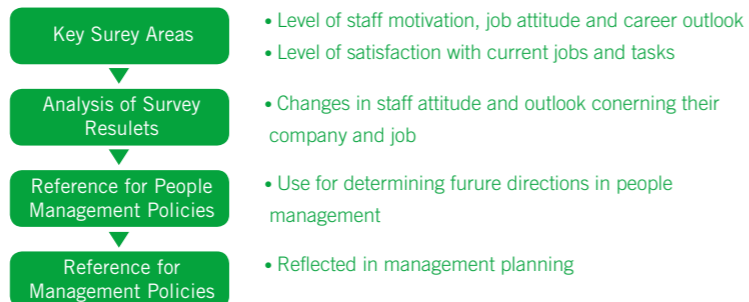 Key Surey Areas
• Level of staff motivation, job attitude and career outlook
• Level of satisfaction with current jobs and tasks
Analysis of Survey
Resulets
• Changes in staff attitude and outlook conerning their
company and job
Reference for People
Management Policies
• Use for determining furure directions in people
management
Reference for
Management Policies
• Reflected in management planning